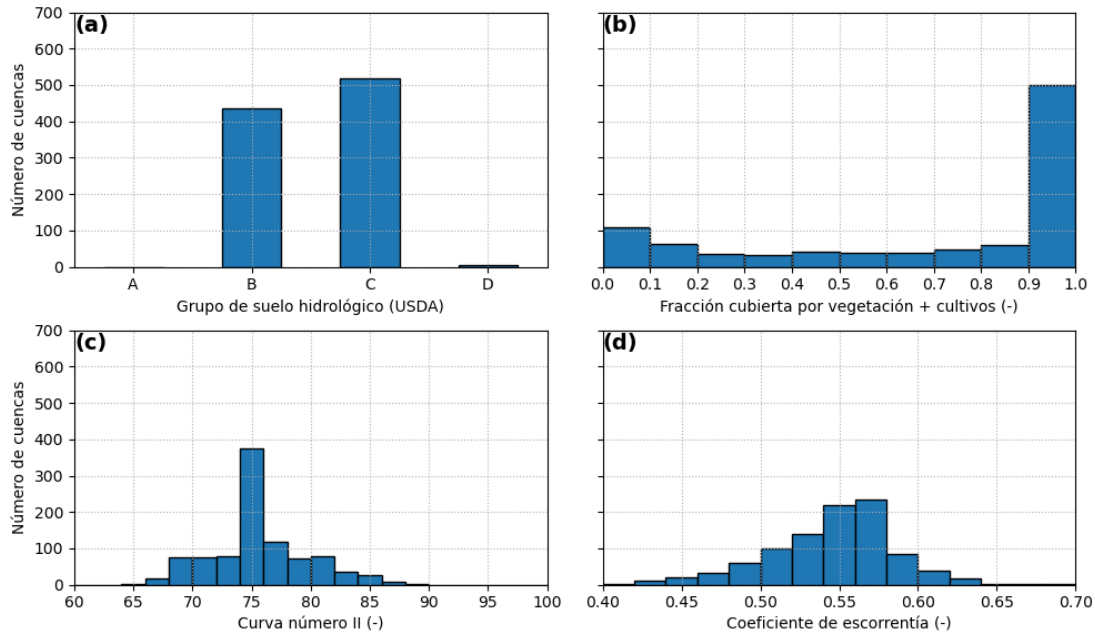 (a)
700
600
500
400
300
200
100
0
Número de cuencas
A B C D
Grupo de suelo hidrológico (USDA)
(b)
0.0 0.1 0.2 0.3 0.4 0.5 0.6 0.7 0.8 0.9 1.0
Fracción cubierta por vegetación + cultivos (-)
(c)
700
600
500
400
300
200
100
0
Número de cuencas
60 65 70 75 80 85 90 95 100
Curva número II (-)
(d)
0.40 0.45 0.50 0.55 0.60 0.65 0.70
Coeficiente de escorrentía (-)